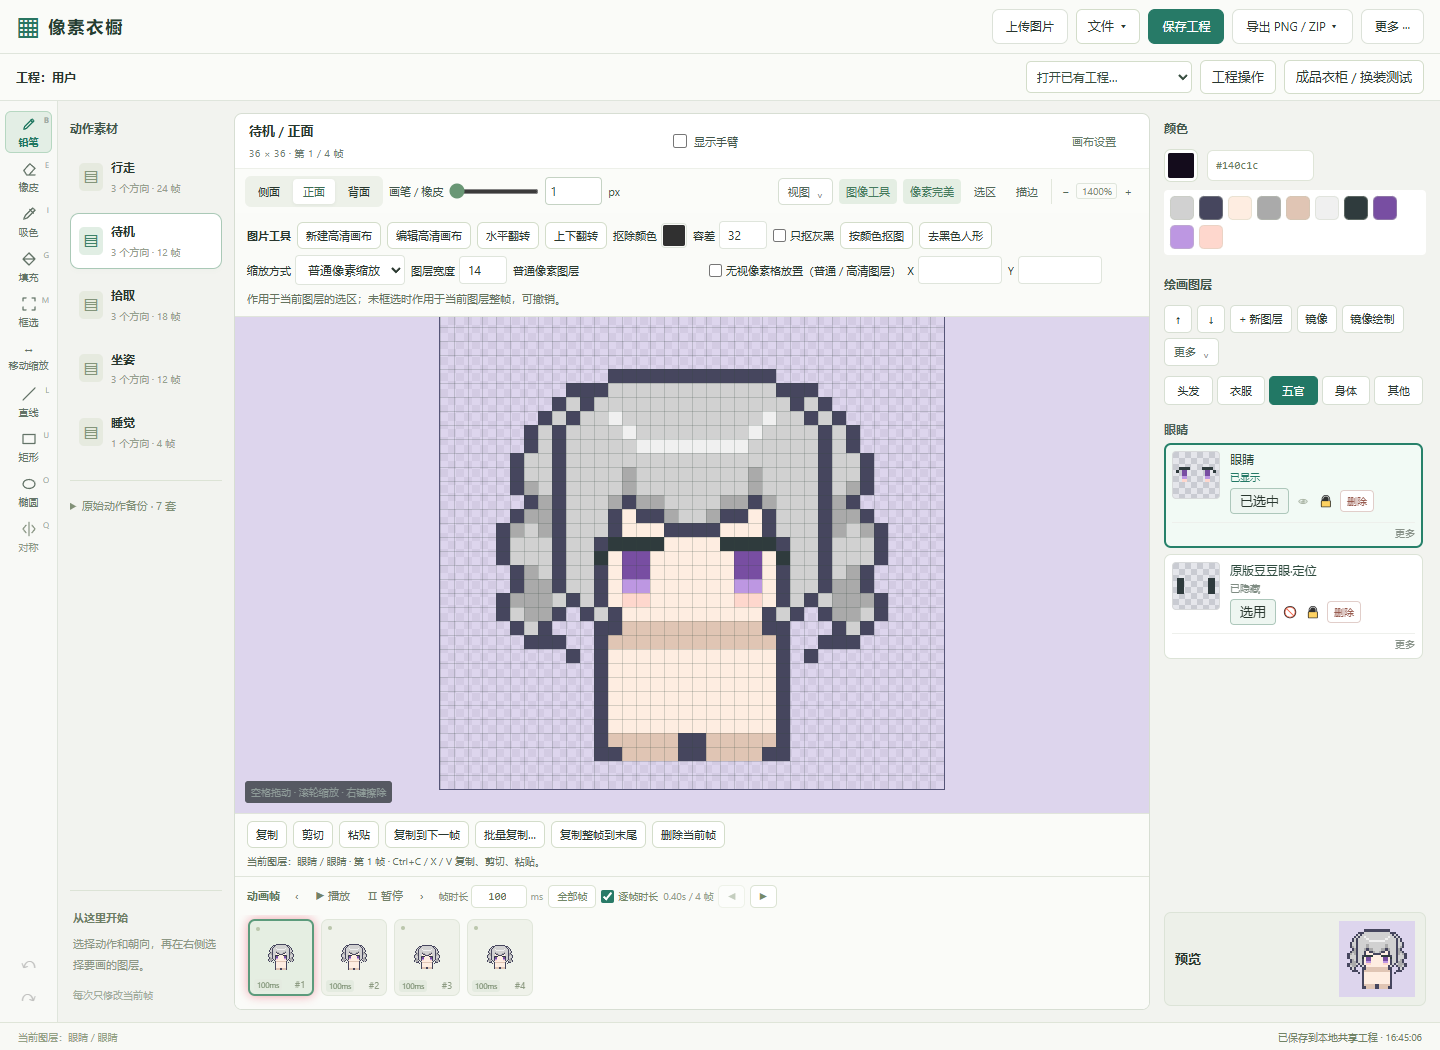 像素衣橱
上传图片
文件
保存工程
导出 PNG / ZIP
更多 ...
工程：用户
打开已有工程...
工程操作
成品衣柜 / 换装测试
铅笔 B
橡皮 E
吸色 I
填充 G
框选 M
移动缩放
直线 L
矩形 U
椭圆 O
对称 Q
动作素材
行走
3 个方向 · 24 帧
待机
3 个方向 · 12 帧
拾取
3 个方向 · 18 帧
坐姿
3 个方向 · 12 帧
睡觉
1 个方向 · 4 帧
原始动作备份 · 7 套
从这里开始
选择动作和朝向，再在右侧选
择要画的图层。
每次只修改当前帧
待机 / 正面
36 × 36 · 第 1 / 4 帧
显示手臂
画布设置
侧面 正面 背面 画笔 / 橡皮 1 px
视图 图像工具 像素完美 选区 描边 − 1400% +
图片工具 新建高清画布 编辑高清画布 水平翻转 上下翻转 抠除颜色 容差 32 只抠灰黑 按颜色抠图 去黑色人形
缩放方式 普通像素缩放 图层宽度 14 普通像素图层 无视像素格放置（普通 / 高清图层） X Y
作用于当前图层的选区；未框选时作用于当前图层整帧，可撤销。
空格拖动 · 滚轮缩放 · 右键擦除
复制 剪切 粘贴 复制到下一帧 批量复制... 复制整帧到末尾 删除当前帧
当前图层：眼睛 / 眼睛 · 第 1 帧 · Ctrl+C / X / V 复制、剪切、粘贴。
动画帧 ‹ ▶ 播放 II 暂停 › 帧时长 100 ms 全部帧 逐帧时长 0.40s / 4 帧 ◀ ▶
100ms #1
100ms #2
100ms #3
100ms #4
颜色
#140c1c
绘画图层
↑ ↓ + 新图层 镜像 镜像绘制
更多
头发 衣服 五官 身体 其他
眼睛
眼睛
已显示
已选中 删除
更多
原版豆豆眼·定位
已隐藏
选用 删除
更多
预览
当前图层：眼睛 / 眼睛
已保存到本地共享工程 · 16:45:06